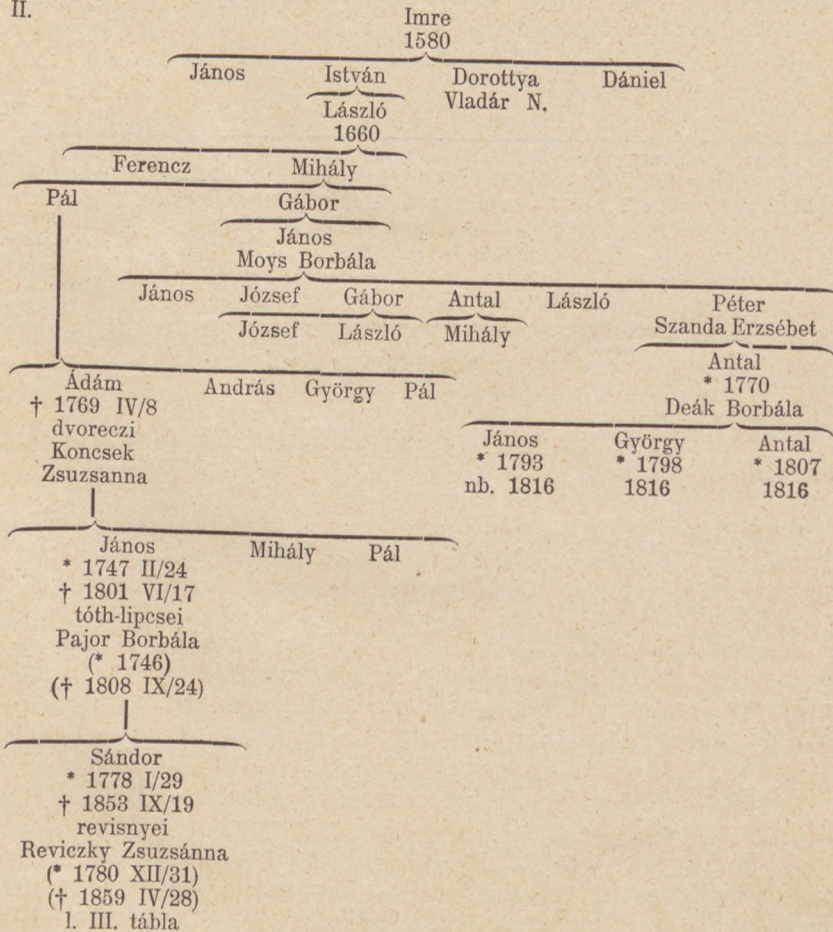 II.
Imre
1580
János István Dorottya Dániel
Vladár N.
László
1660
Ferencz Mihály
Pál Gábor
János
Moys Borbála
János József Gábor Antal László Péter
Szanda Erzsébet
József László Mihály
Antal
* 1770
Deák Borbála
Ádám András György Pál
† 1769 IV/8
dvoreczi
Koncsek
Zsuzsanna
János György Antal
* 1793 * 1798 * 1807
nb. 1816 1816 1816
János Mihály Pál
* 1747 II/24
† 1801 VI/17
tóth-lipcsei
Pajor Borbála
(* 1746)
(† 1808 IX/24)
Sándor
* 1778 I/29
† 1853 IX/19
revisnyei
Reviczky Zsuzsánna
(* 1780 XII/31)
(† 1859 IV/28)
l. III. tábla